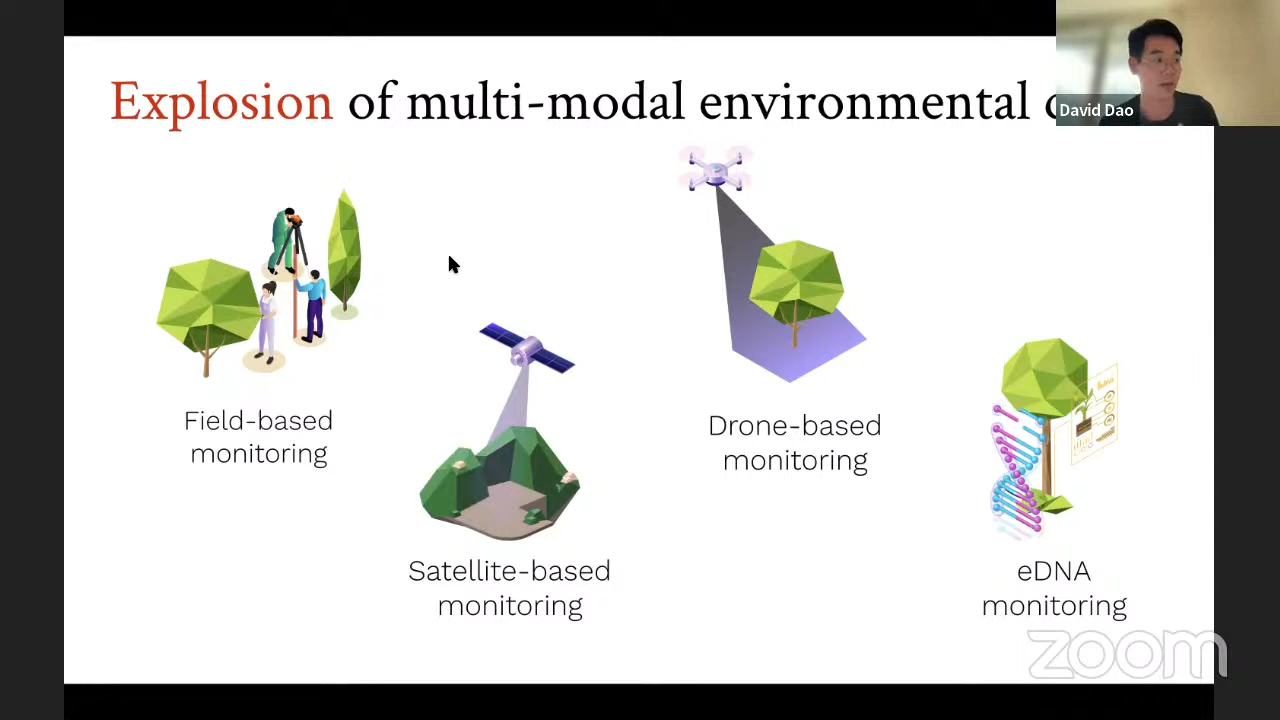 Explosion of multi-modal environmental
David Dao
Field-based
monitoring
Satellite-based
monitoring
Drone-based
monitoring
eDNA
monitoring
zoom